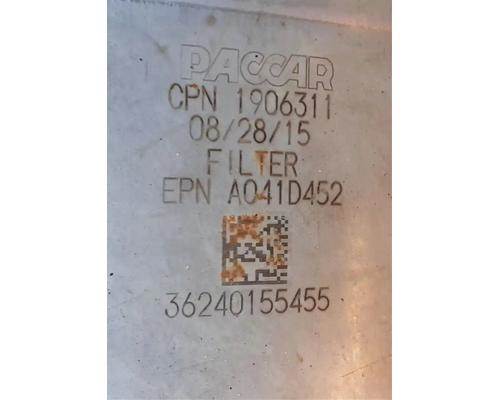 PACCAR
CPN 1906311
08/28/15
FILTER
EPN A041D452
36240155455